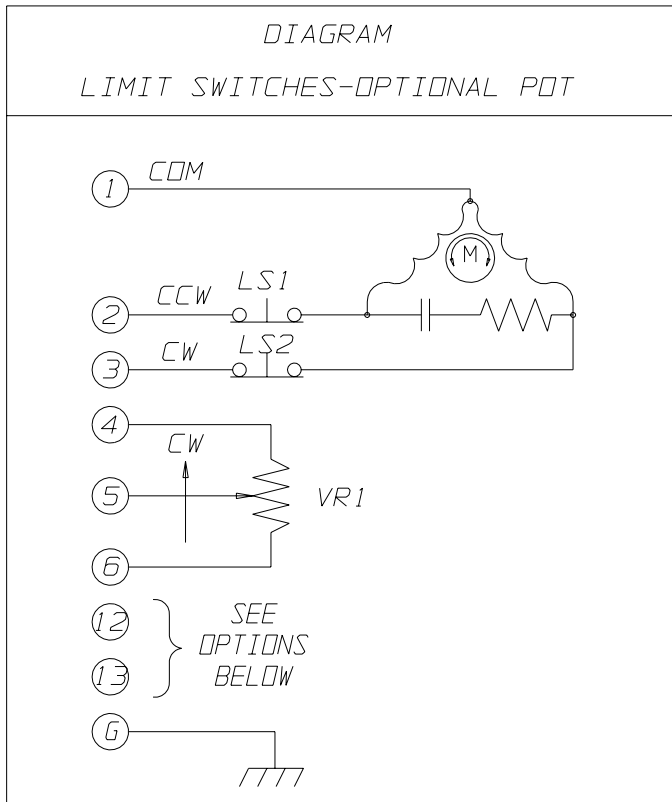 DIAGRAM
LIMIT SWITCHES-OPTIONAL POT
1 COM
M
LS1
2 CCW
LS2
3 CW
4
CW
5
VR1
6
12
SEE
OPTIONS
BELOW
13
G